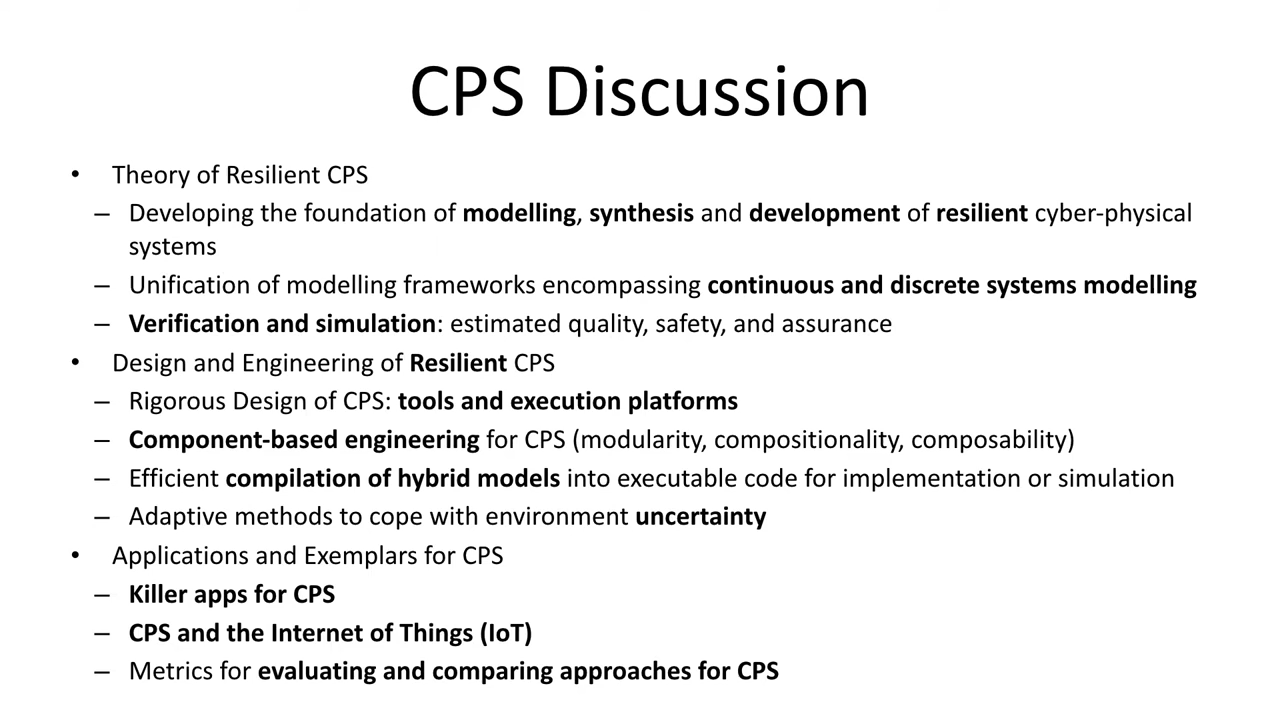 CPS Discussion
• Theory of Resilient CPS
– Developing the foundation of modelling, synthesis and development of resilient cyber-physical
systems
– Unification of modelling frameworks encompassing continuous and discrete systems modelling
– Verification and simulation: estimated quality, safety, and assurance
• Design and Engineering of Resilient CPS
– Rigorous Design of CPS: tools and execution platforms
– Component-based engineering for CPS (modularity, compositionality, composability)
– Efficient compilation of hybrid models into executable code for implementation or simulation
– Adaptive methods to cope with environment uncertainty
• Applications and Exemplars for CPS
– Killer apps for CPS
– CPS and the Internet of Things (IoT)
– Metrics for evaluating and comparing approaches for CPS